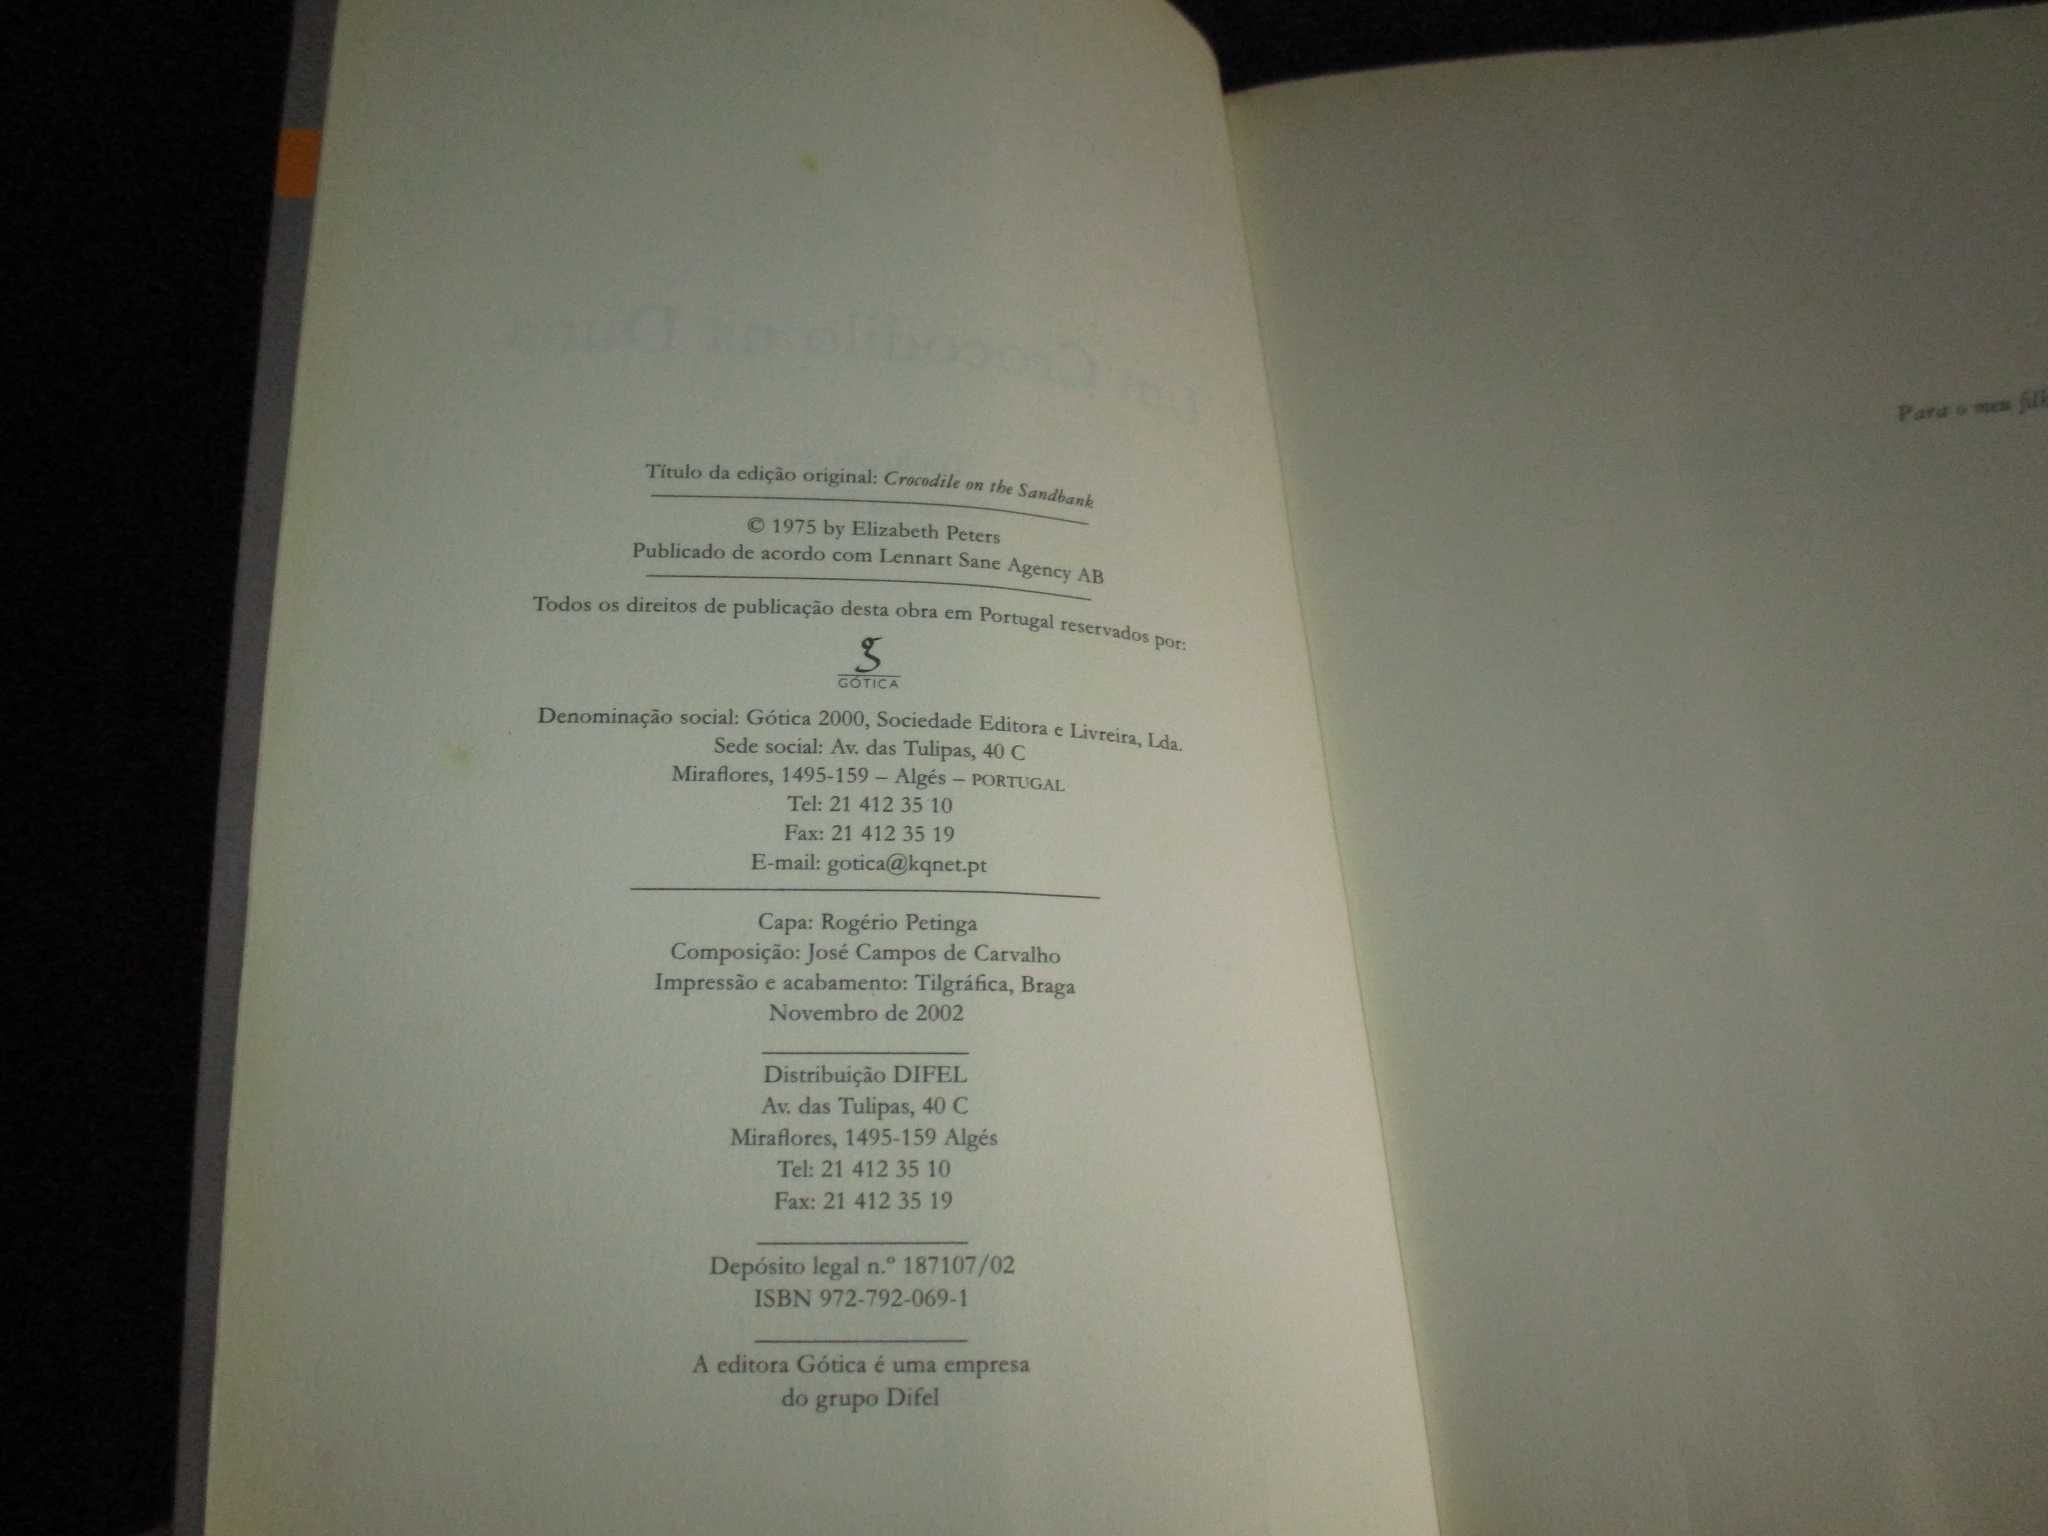 Título da edição original: Crocodile on the Sandbank
© 1975 by Elizabeth Peters
Publicado de acordo com Lennart Sane Agency AB
Todos os direitos de publicação desta obra em Portugal reservados por:
g
GÓTICA
Denominação social: Gótica 2000, Sociedade Editora e Livreira, Lda.
Sede social: Av. das Tulipas, 40 C
Miraflores, 1495-159 – Algés – PORTUGAL
Tel: 21 412 35 10
Fax: 21 412 35 19
E-mail: gotica@kqnet.pt
Capa: Rogério Petinga
Composição: José Campos de Carvalho
Impressão e acabamento: Tilgráfica, Braga
Novembro de 2002
Distribuição DIFEL
Av. das Tulipas, 40 C
Miraflores, 1495-159 Algés
Tel: 21 412 35 10
Fax: 21 412 35 19
Depósito legal n.º 187107/02
ISBN 972-792-069-1
A editora Gótica é uma empresa
do grupo Difel
Para o meu